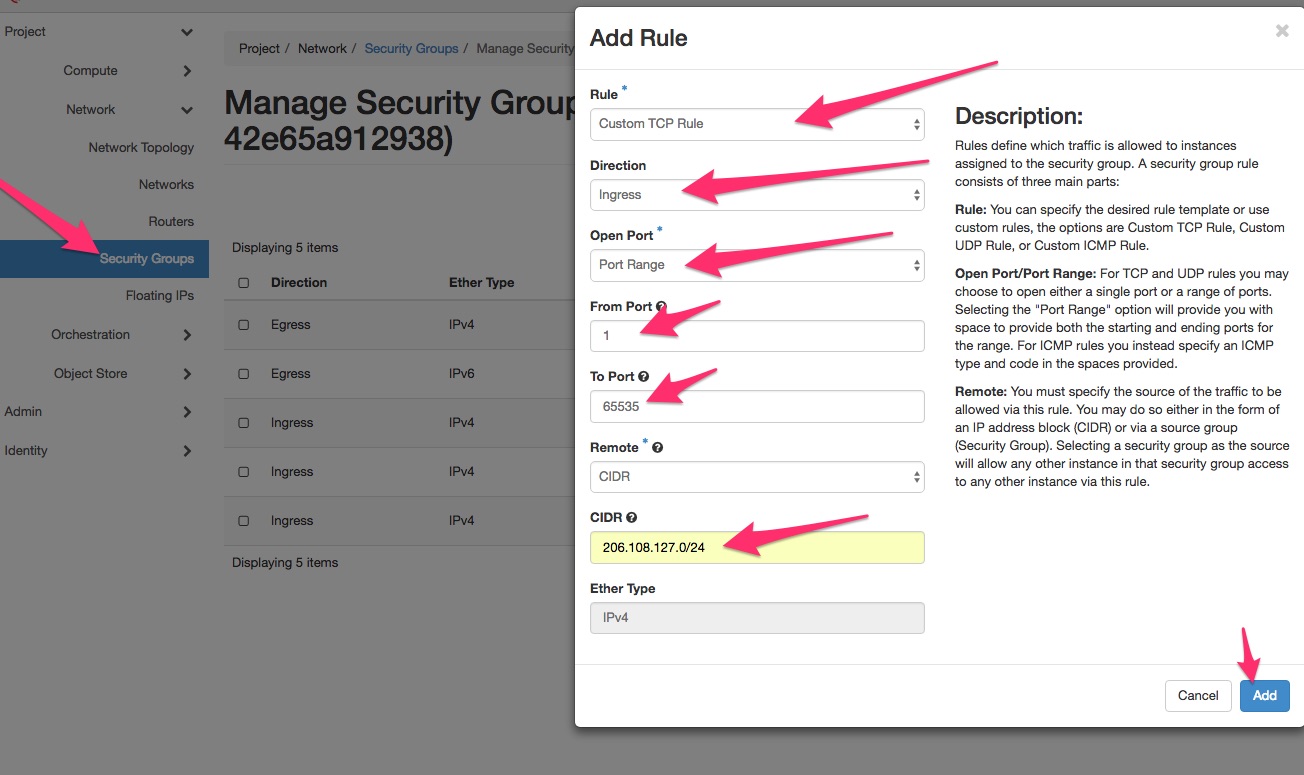 Project
Compute
Network
Network Topology
Networks
Routers
Security Groups
Floating IPs
Orchestration
Object Store
Admin
Identity
Project / Network / Security Groups / Manage Security
Manage Security Group
42e65a912938)
Displaying 5 items
Direction Ether Type
Egress IPv4
Egress IPv6
Ingress IPv4
Ingress IPv4
Ingress IPv4
Displaying 5 items
Add Rule
×
Rule *
Custom TCP Rule
Direction
Ingress
Open Port *
Port Range
From Port ?
1
To Port ?
65535
Remote * ?
CIDR
CIDR ?
206.108.127.0/24
Ether Type
IPv4
Description:
Rules define which traffic is allowed to instances
assigned to the security group. A security group rule
consists of three main parts:
Rule: You can specify the desired rule template or use
custom rules, the options are Custom TCP Rule, Custom
UDP Rule, or Custom ICMP Rule.
Open Port/Port Range: For TCP and UDP rules you may
choose to open either a single port or a range of ports.
Selecting the "Port Range" option will provide you with
space to provide both the starting and ending ports for
the range. For ICMP rules you instead specify an ICMP
type and code in the spaces provided.
Remote: You must specify the source of the traffic to be
allowed via this rule. You may do so either in the form of
an IP address block (CIDR) or via a source group
(Security Group). Selecting a security group as the source
will allow any other instance in that security group access
to any other instance via this rule.
Cancel
Add